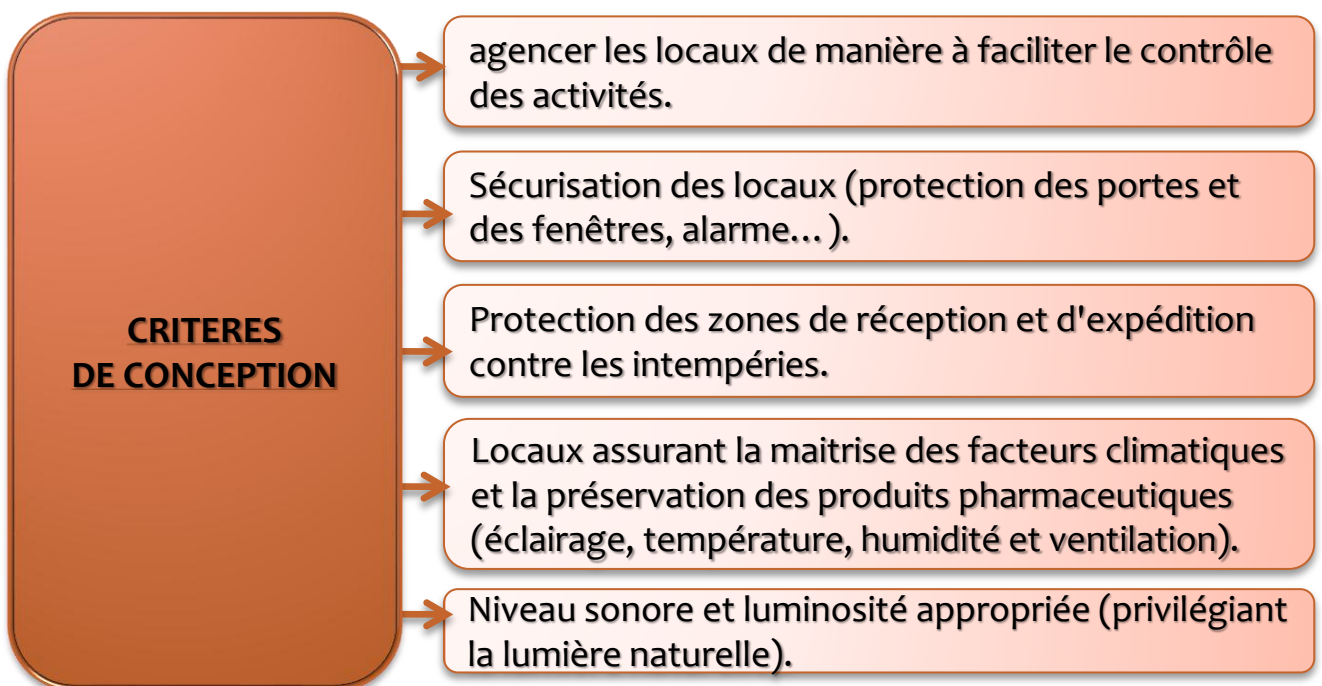 CRITERES
DE CONCEPTION
agencer les locaux de manière à faciliter le contrôle
des activités.
Sécurisation des locaux (protection des portes et
des fenêtres, alarme…).
Protection des zones de réception et d'expédition
contre les intempéries.
Locaux assurant la maitrise des facteurs climatiques
et la préservation des produits pharmaceutiques
(éclairage, température, humidité et ventilation).
Niveau sonore et luminosité appropriée (privilégiant
la lumière naturelle).